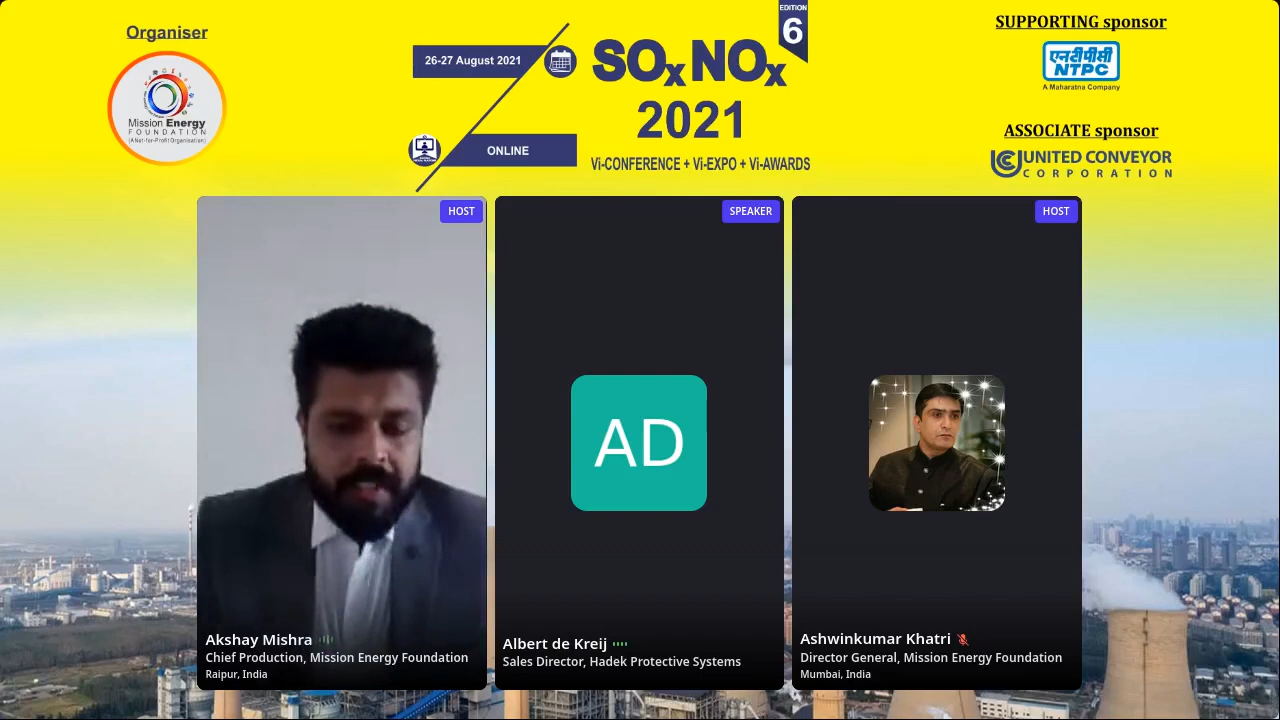 Organiser
Mission Energy
FOUNDATION
(A Net-for-Profit Organisation)
26-27 August 2021
ONLINE
EDITION
6
SOx NOx
2021
Vi-CONFERENCE + Vi-EXPO + Vi-AWARDS
SUPPORTING sponsor
एनटीपीसी
NTPC
A Maharatna Company
ASSOCIATE sponsor
UCC UNITED CONVEYOR
CORPORATION
HOST
SPEAKER
HOST
AD
Akshay Mishra
Chief Production, Mission Energy Foundation
Raipur, India
Albert de Kreij
Sales Director, Hadek Protective Systems
Ashwinkumar Khatri
Director General, Mission Energy Foundation
Mumbai, India